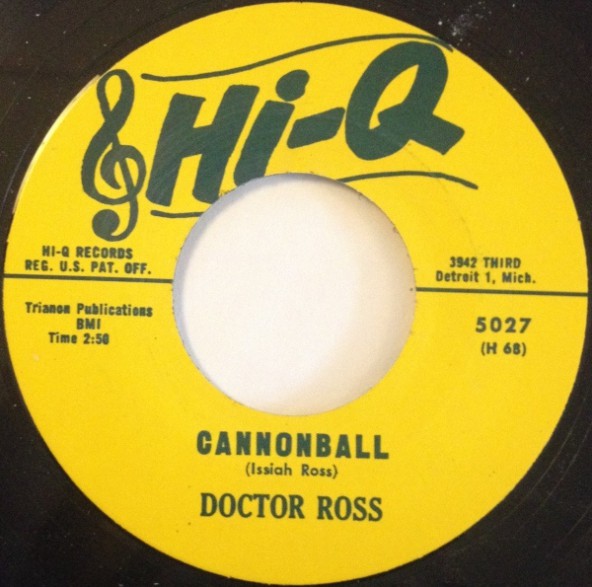 Hi-Q
HI-Q RECORDS
REG. U.S. PAT. OFF.
3942 THIRD
Detroit 1, Mich.
Trianon Publications
BMI
Time 2:50
5027
(H 68)
CANNONBALL
(Issiah Ross)
DOCTOR ROSS